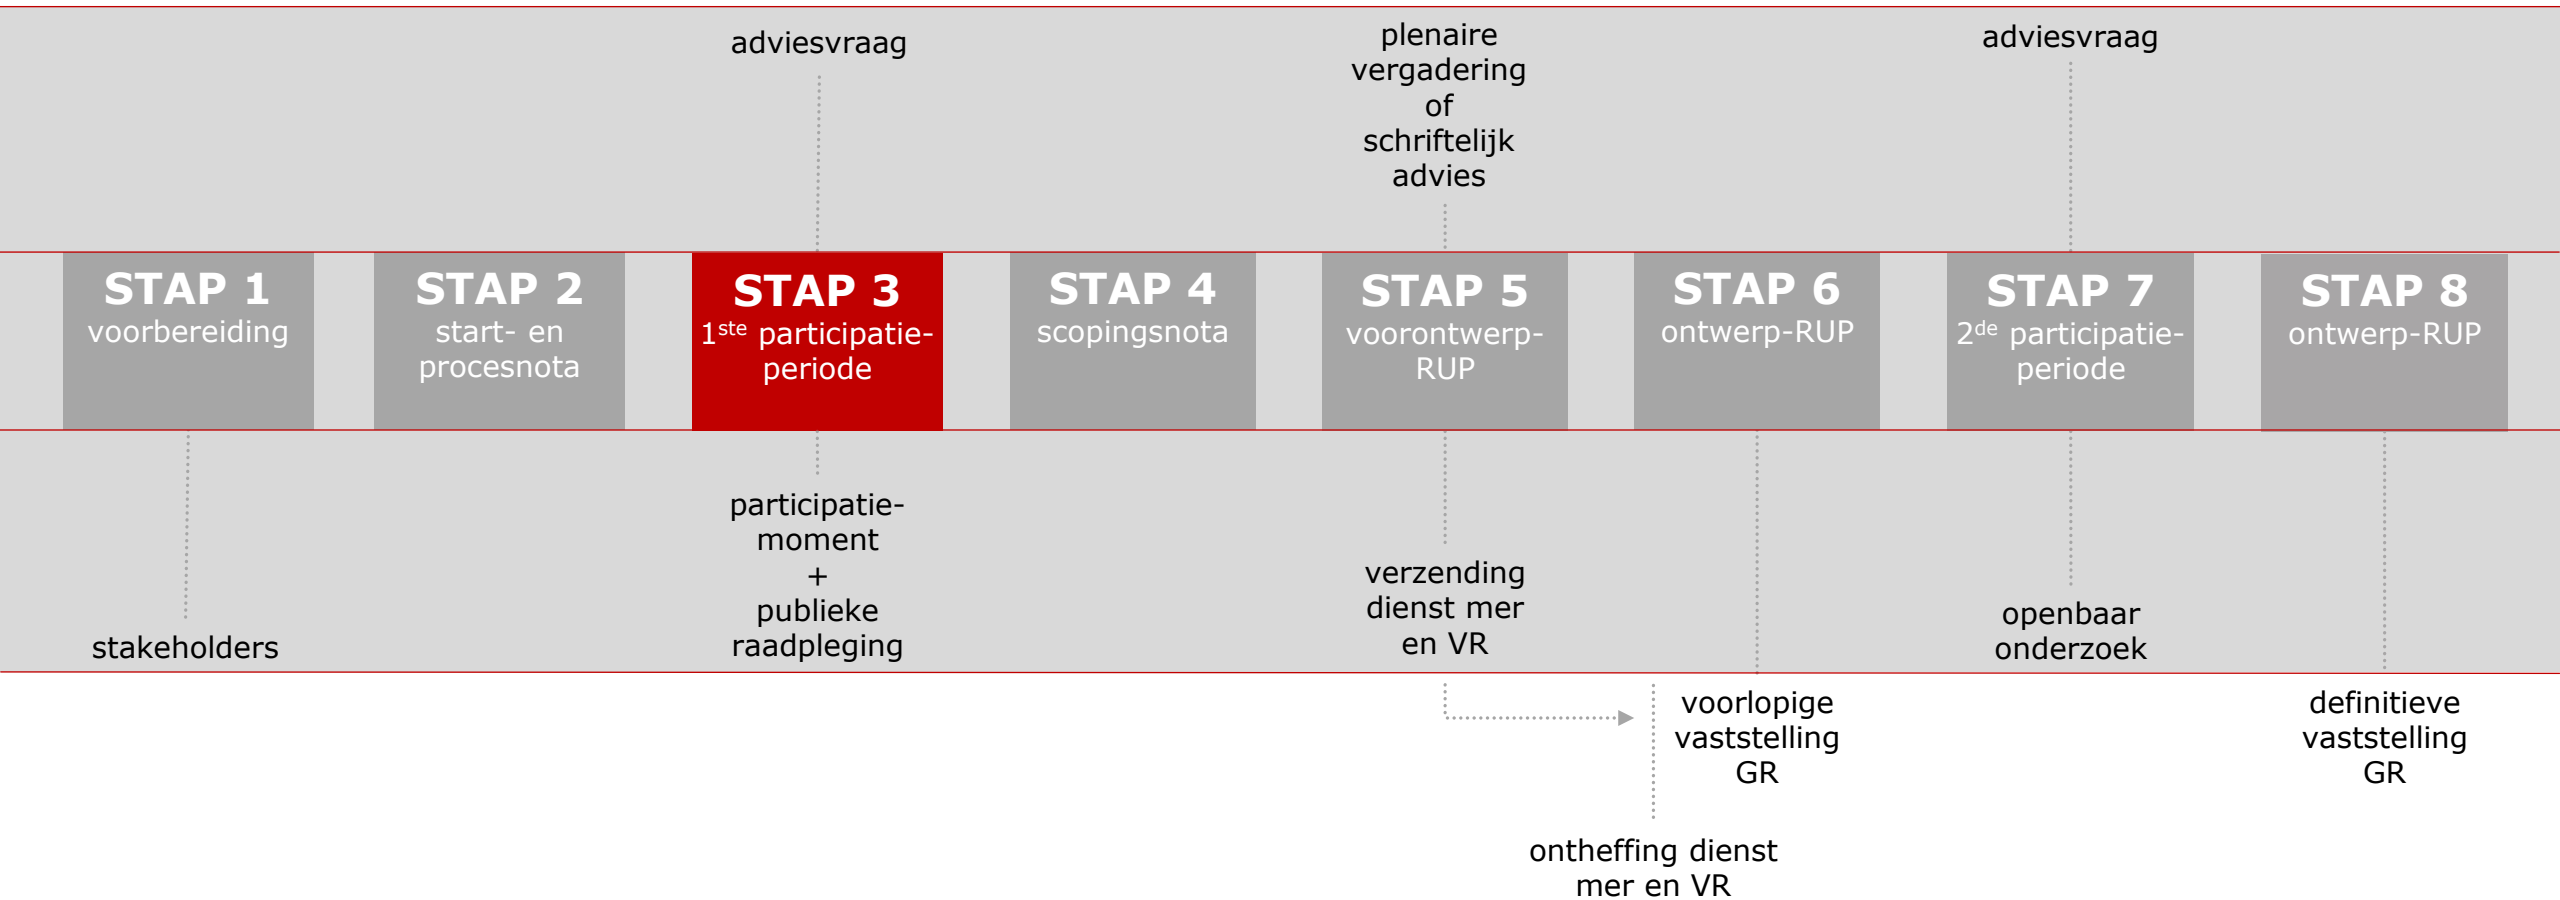 adviesvraag
plenaire
vergadering
of
schriftelijk
advies
adviesvraag
STAP 1
voorbereiding
STAP 2
start- en
procesnota
STAP 3
1ste participatie-
periode
STAP 4
scopingsnota
STAP 5
voorontwerp-
RUP
STAP 6
ontwerp-RUP
STAP 7
2de participatie-
periode
STAP 8
ontwerp-RUP
stakeholders
participatie-
moment
+
publieke
raadpleging
verzending
dienst mer
en VR
openbaar
onderzoek
voorlopige
vaststelling
GR
definitieve
vaststelling
GR
ontheffing dienst
mer en VR